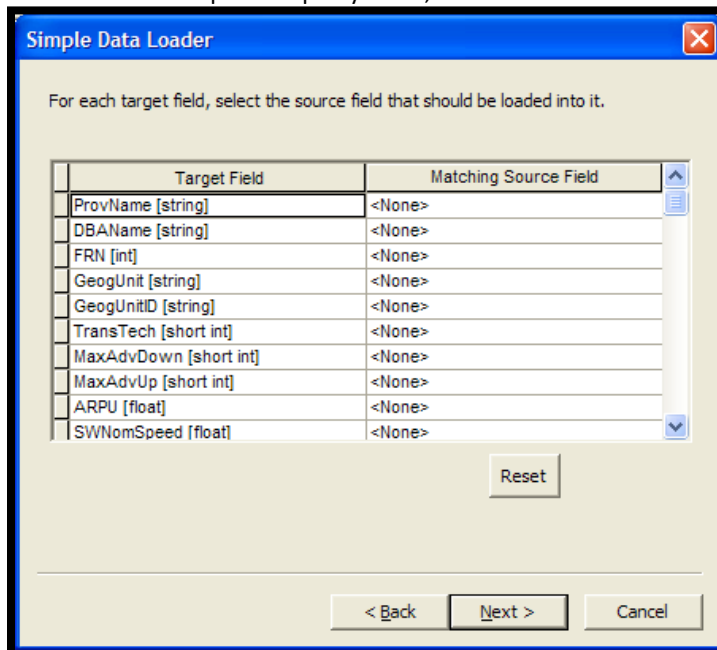 Simple Data Loader
For each target field, select the source field that should be loaded into it.
Target Field Matching Source Field
ProvName [string] <None>
DBAName [string] <None>
FRN [int] <None>
GeogUnit [string] <None>
GeogUnitID [string] <None>
TransTech [short int] <None>
MaxAdvDown [short int] <None>
MaxAdvUp [short int] <None>
ARPU [float] <None>
SWNomSpeed [float] <None>
Reset
< Back Next > Cancel